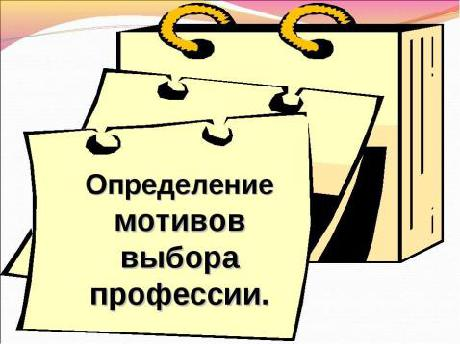 Определение
мотивов
выбора
профессии.